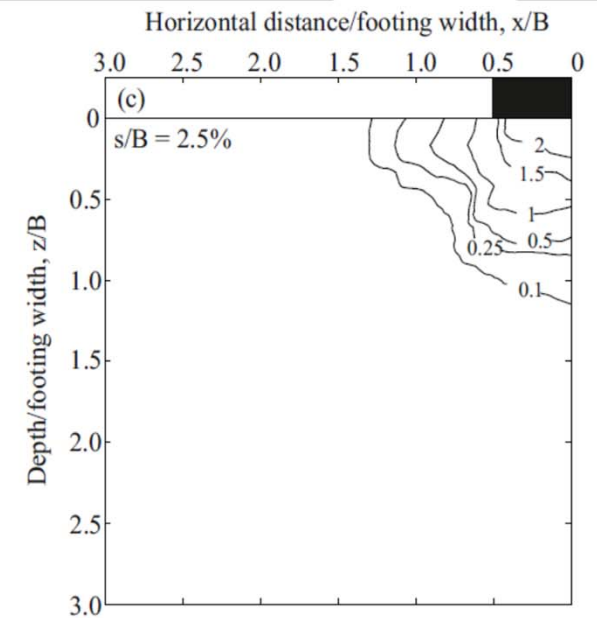 Horizontal distance/footing width, x/B
3.0 2.5 2.0 1.5 1.0 0.5 0
(c)
0
s/B = 2.5%
2
1.5
0.5
1
0.25 0.5
Depth/footing width, z/B
1.0
0.1
1.5
2.0
2.5
3.0